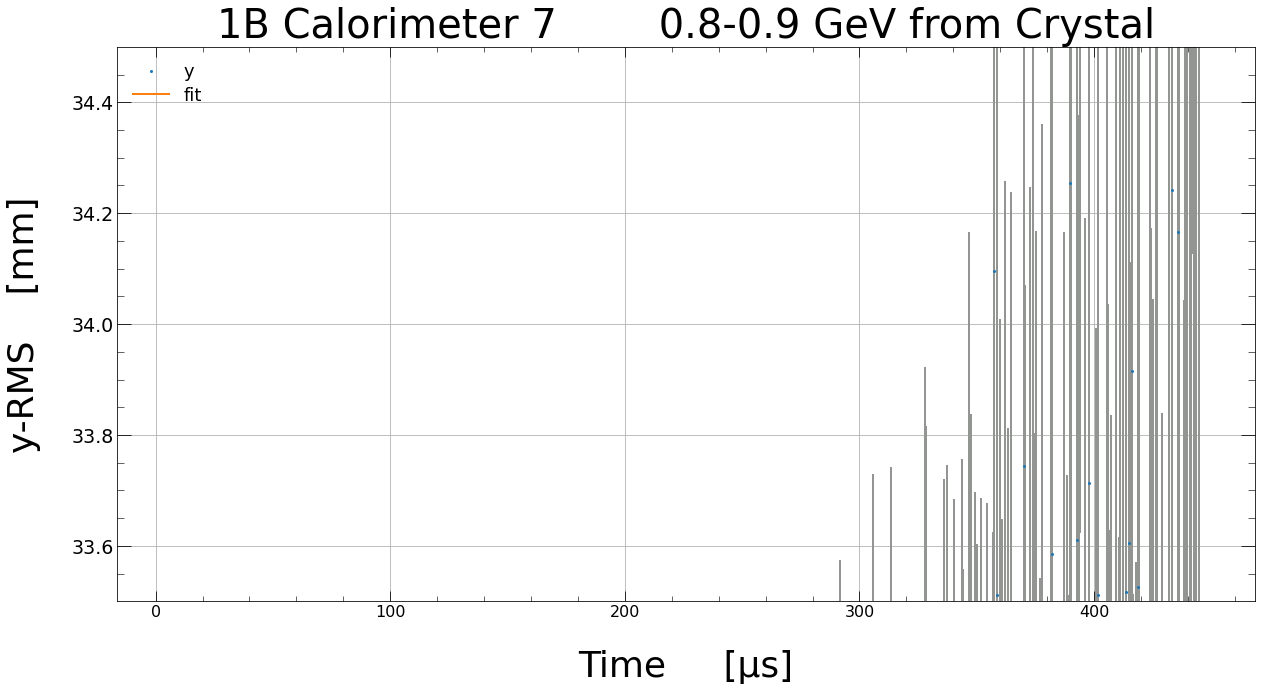 1B Calorimeter 7 0.8-0.9 GeV from Crystal
y
fit
34.4
34.2
34.0
33.8
33.6
y-RMS [mm]
0 100 200 300 400
Time [μs]